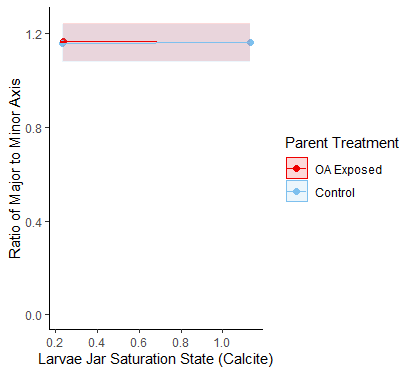 Ratio of Major to Minor Axis
1.2
0.8
0.4
0.0
0.2 0.4 0.6 0.8 1.0
Larvae Jar Saturation State (Calcite)
Parent Treatment
OA Exposed
Control